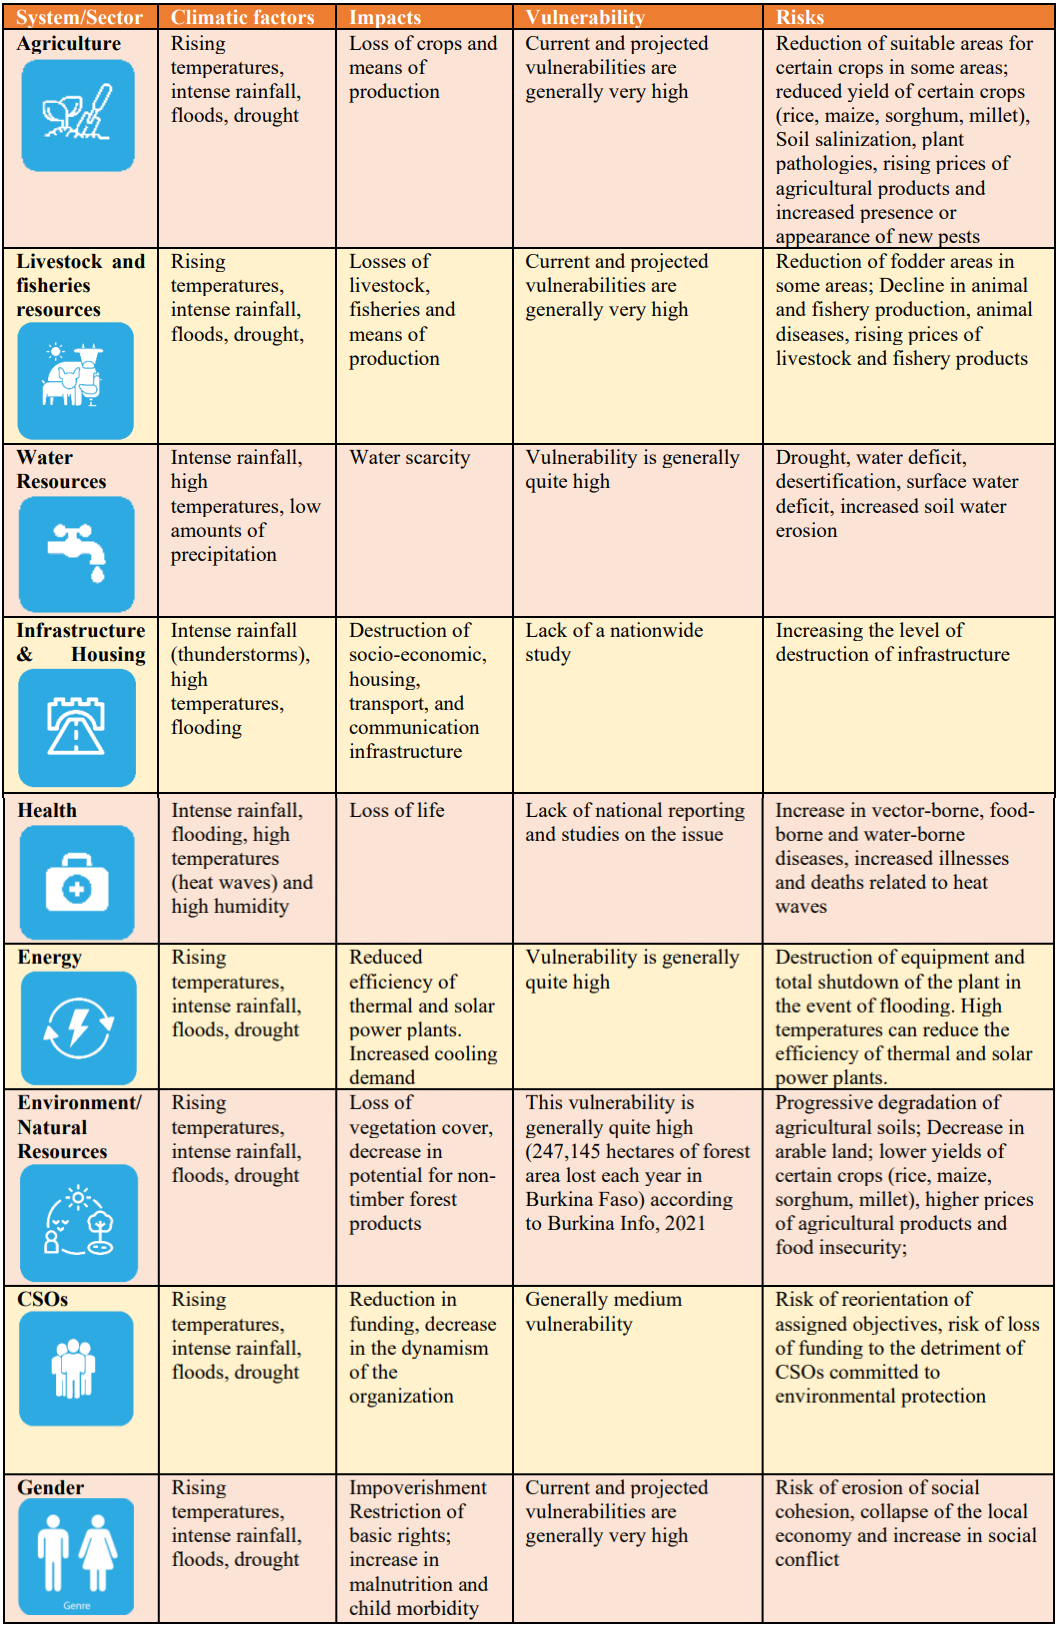 System/Sector
Climatic factors
Impacts
Vulnerability
Risks
Agriculture
Rising
temperatures,
intense rainfall,
floods, drought
Loss of crops and
means of
production
Current and projected
vulnerabilities are
generally very high
Reduction of suitable areas for
certain crops in some areas;
reduced yield of certain crops
(rice, maize, sorghum, millet),
Soil salinization, plant
pathologies, rising prices of
agricultural products and
increased presence or
appearance of new pests
Livestock and
fisheries
resources
Rising
temperatures,
intense rainfall,
floods, drought,
Losses of
livestock,
fisheries and
means of
production
Current and projected
vulnerabilities are
generally very high
Reduction of fodder areas in
some areas; Decline in animal
and fishery production, animal
diseases, rising prices of
livestock and fishery products
Water
Resources
Intense rainfall,
high
temperatures, low
amounts of
precipitation
Water scarcity
Vulnerability is generally
quite high
Drought, water deficit,
desertification, surface water
deficit, increased soil water
erosion
Infrastructure
& Housing
Intense rainfall
(thunderstorms),
high
temperatures,
flooding
Destruction of
socio-economic,
housing,
transport, and
communication
infrastructure
Lack of a nationwide
study
Increasing the level of
destruction of infrastructure
Health
Intense rainfall,
flooding, high
temperatures
(heat waves) and
high humidity
Loss of life
Lack of national reporting
and studies on the issue
Increase in vector-borne, food-
borne and water-borne
diseases, increased illnesses
and deaths related to heat
waves
Energy
Rising
temperatures,
intense rainfall,
floods, drought
Reduced
efficiency of
thermal and solar
power plants.
Increased cooling
demand
Vulnerability is generally
quite high
Destruction of equipment and
total shutdown of the plant in
the event of flooding. High
temperatures can reduce the
efficiency of thermal and solar
power plants.
Environment/
Natural
Resources
Rising
temperatures,
intense rainfall,
floods, drought
Loss of
vegetation cover,
decrease in
potential for non-
timber forest
products
This vulnerability is
generally quite high
(247,145 hectares of forest
area lost each year in
Burkina Faso) according
to Burkina Info, 2021
Progressive degradation of
agricultural soils; Decrease in
arable land; lower yields of
certain crops (rice, maize,
sorghum, millet), higher prices
of agricultural products and
food insecurity;
CSOs
Rising
temperatures,
intense rainfall,
floods, drought
Reduction in
funding, decrease
in the dynamism
of the
organization
Generally medium
vulnerability
Risk of reorientation of
assigned objectives, risk of loss
of funding to the detriment of
CSOs committed to
environmental protection
Gender
Genre
Rising
temperatures,
intense rainfall,
floods, drought
Impoverishment
Restriction of
basic rights;
increase in
malnutrition and
child morbidity
Current and projected
vulnerabilities are
generally very high
Risk of erosion of social
cohesion, collapse of the local
economy and increase in social
conflict